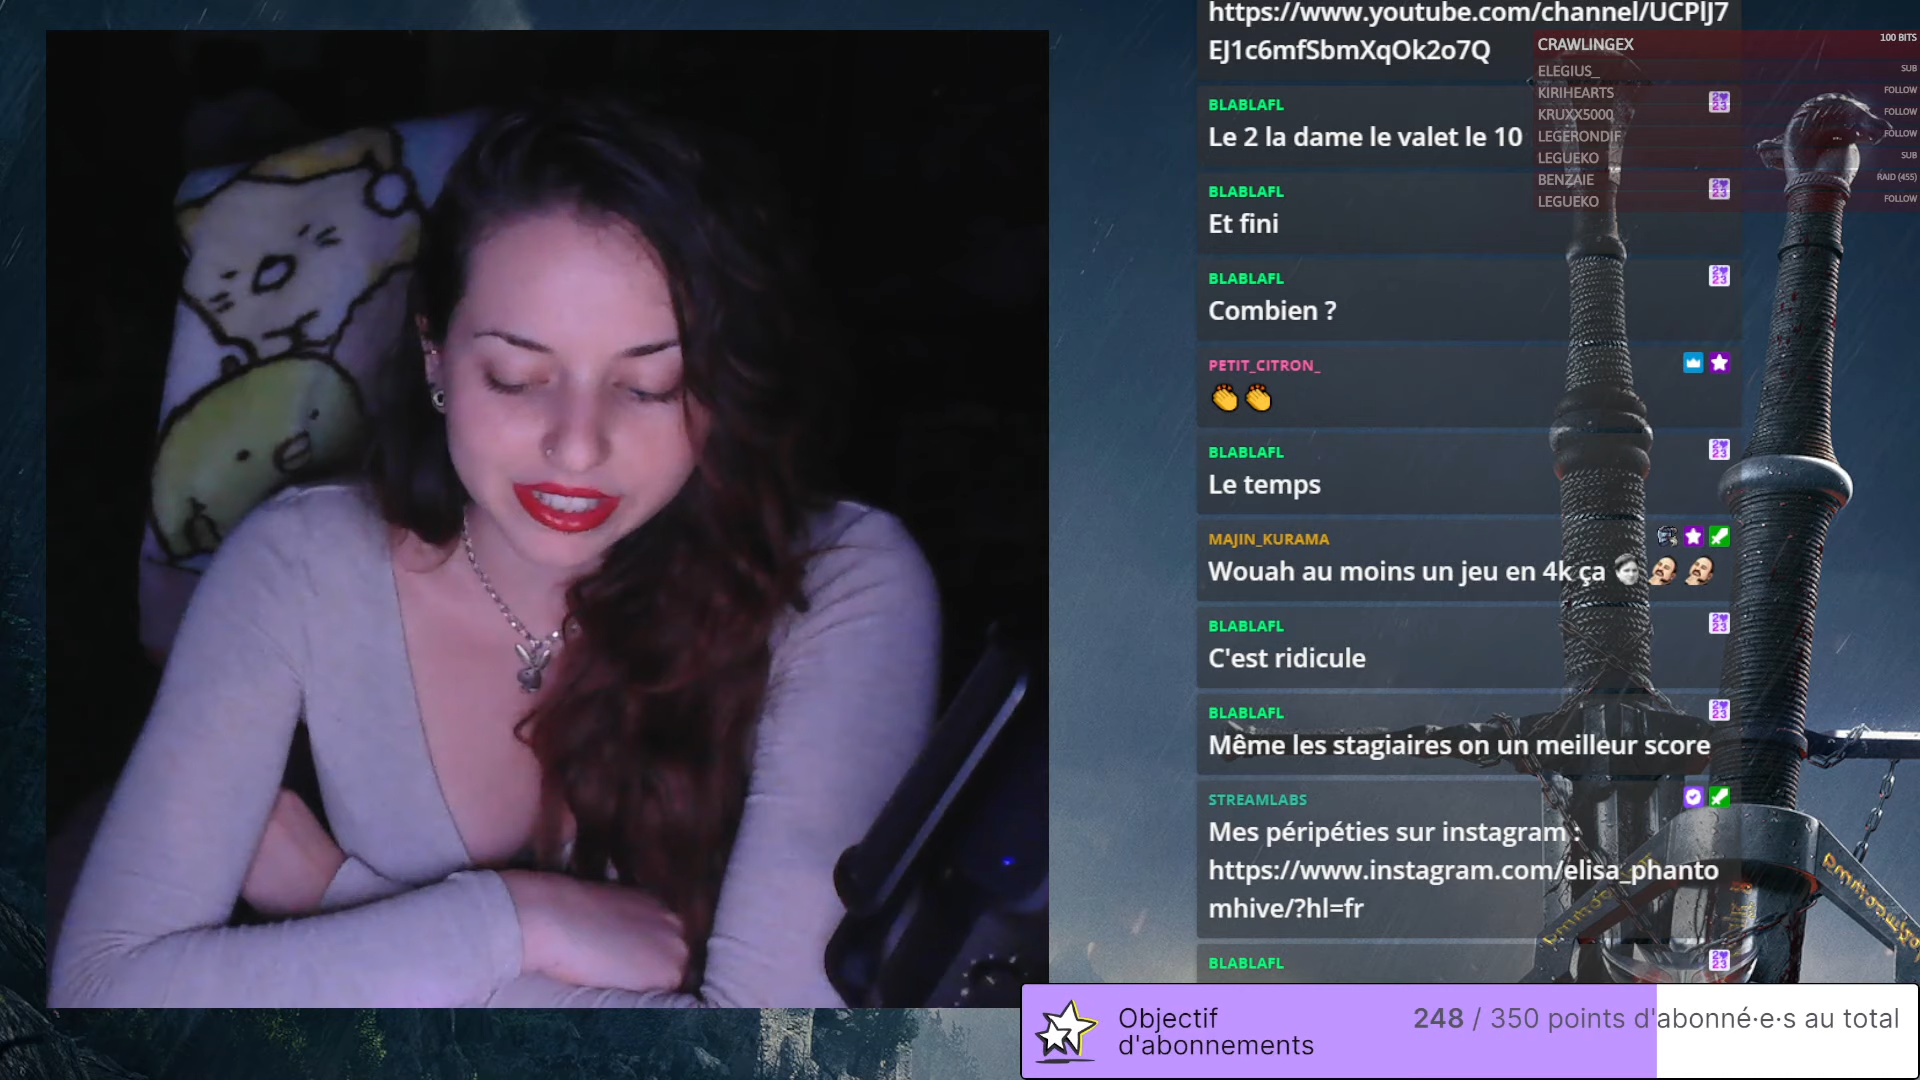 https://www.youtube.com/channel/UCPlJ7
EJ1c6mfSbmXqOk2o7Q
CRAWLINGEX 100 BITS
ELEGIUS_ SUB
KIRIHEARTS FOLLOW
KRUXX5000 FOLLOW
LEGERONDIF FOLLOW
LEGUEKO SUB
BENZAIE RAID (455)
LEGUEKO FOLLOW
BLABLAFL
Le 2 la dame le valet le 10
BLABLAFL
Et fini
BLABLAFL
Combien ?
PETIT_CITRON_
👏 👏
BLABLAFL
Le temps
MAJIN_KURAMA
Wouah au moins un jeu en 4k ça
BLABLAFL
C'est ridicule
BLABLAFL
Même les stagiaires on un meilleur score
STREAMLABS
Mes péripéties sur instagram :
https://www.instagram.com/elisa_phanto
mhive/?hl=fr
BLABLAFL
Objectif
d'abonnements
248 / 350 points d'abonné·e·s au total